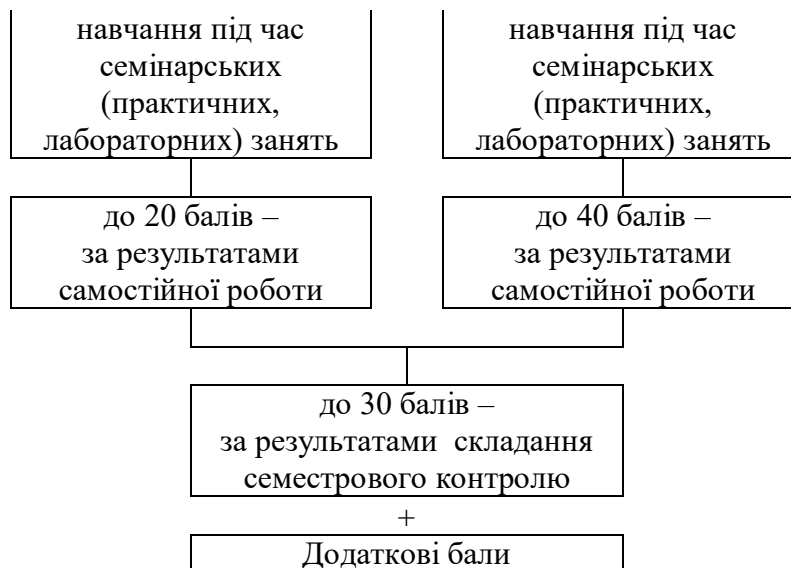 навчання під час
семінарських
(практичних,
лабораторних) занять
навчання під час
семінарських
(практичних,
лабораторних) занять
до 20 балів –
за результатами
самостійної роботи
до 40 балів –
за результатами
самостійної роботи
до 30 балів –
за результатами складання
семестрового контролю
+
Додаткові бали